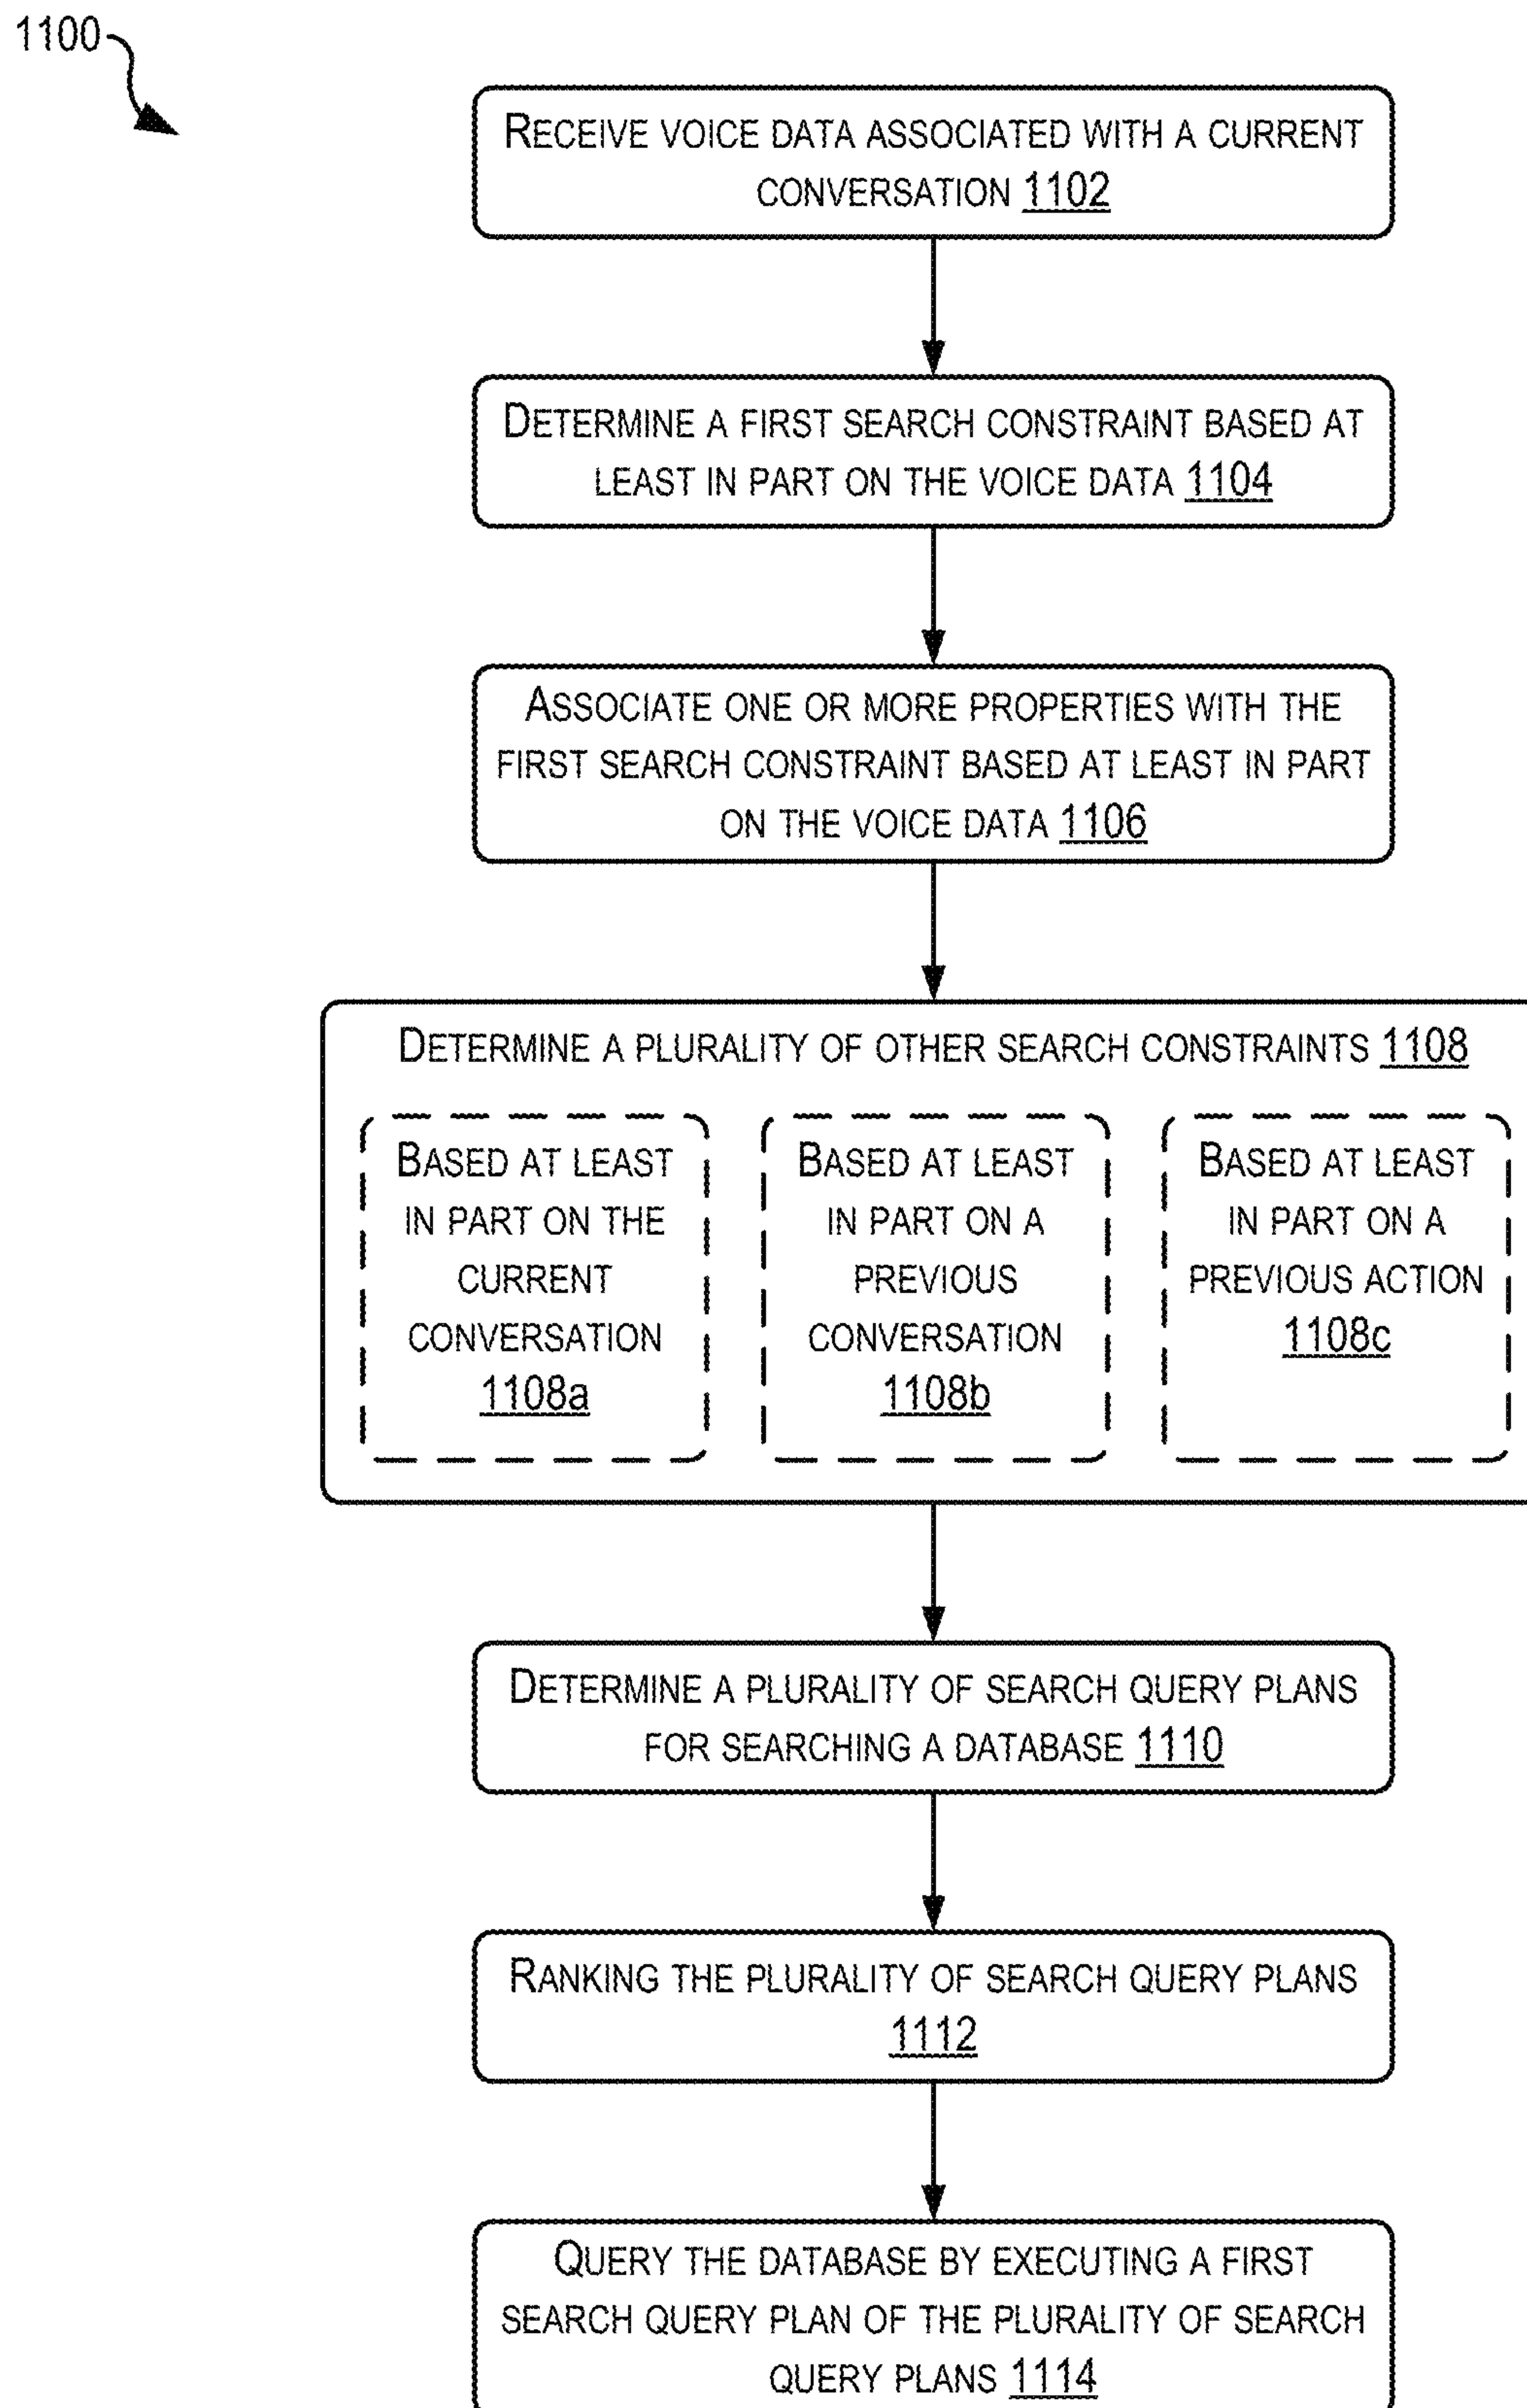 1100
RECEIVE VOICE DATA ASSOCIATED WITH A CURRENT
CONVERSATION 1102
DETERMINE A FIRST SEARCH CONSTRAINT BASED AT
LEAST IN PART ON THE VOICE DATA 1104
ASSOCIATE ONE OR MORE PROPERTIES WITH THE
FIRST SEARCH CONSTRAINT BASED AT LEAST IN PART
ON THE VOICE DATA 1106
DETERMINE A PLURALITY OF OTHER SEARCH CONSTRAINTS 1108
BASED AT LEAST
IN PART ON THE
CURRENT
CONVERSATION
1108a
BASED AT LEAST
IN PART ON A
PREVIOUS
CONVERSATION
1108b
BASED AT LEAST
IN PART ON A
PREVIOUS ACTION
1108c
DETERMINE A PLURALITY OF SEARCH QUERY PLANS
FOR SEARCHING A DATABASE 1110
RANKING THE PLURALITY OF SEARCH QUERY PLANS
1112
QUERY THE DATABASE BY EXECUTING A FIRST
SEARCH QUERY PLAN OF THE PLURALITY OF SEARCH
QUERY PLANS 1114